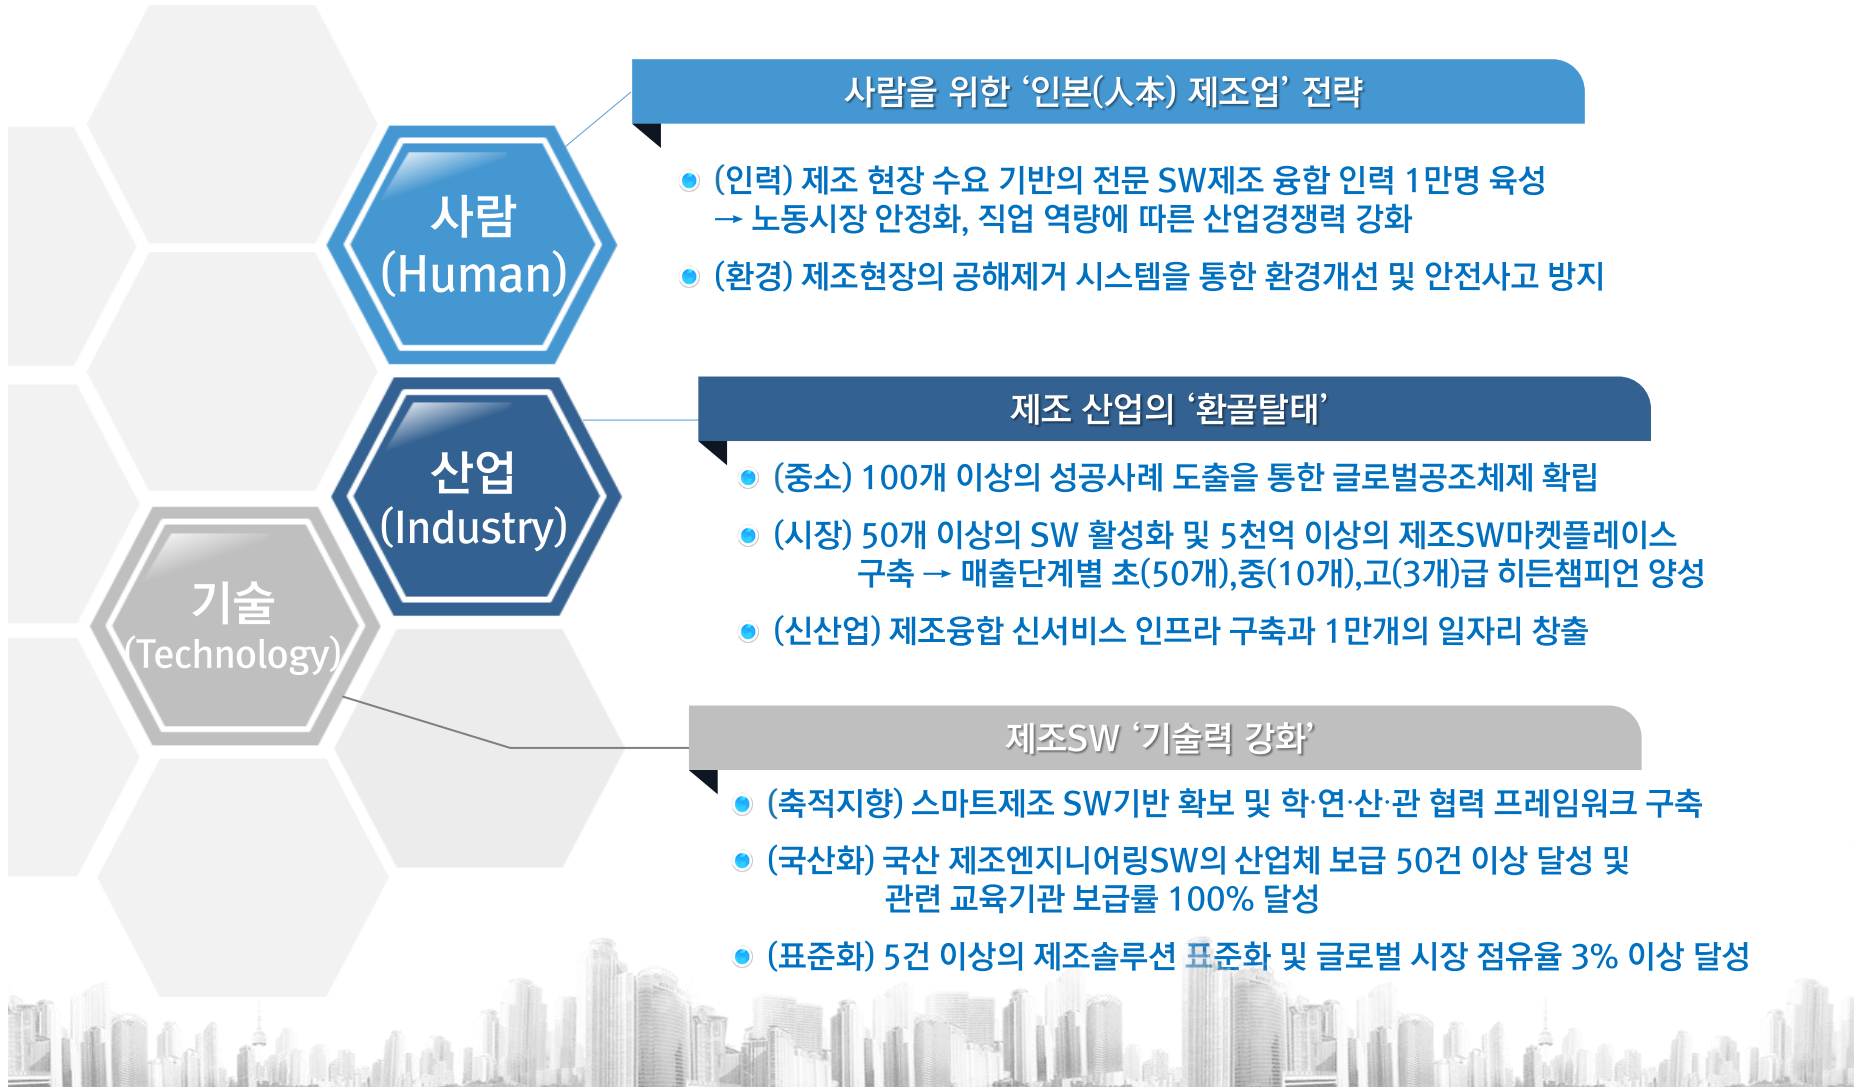 사람을 위한 ‘인본(人本) 제조업’ 전략
사람
(Human)
(인력) 제조 현장 수요 기반의 전문 SW제조 융합 인력 1만명 육성
→ 노동시장 안정화, 직업 역량에 따른 산업경쟁력 강화
(환경) 제조현장의 공해제거 시스템을 통한 환경개선 및 안전사고 방지
제조 산업의 ‘환골탈태’
산업
(Industry)
(중소) 100개 이상의 성공사례 도출을 통한 글로벌공조체제 확립
(시장) 50개 이상의 SW 활성화 및 5천억 이상의 제조SW마켓플레이스
구축 → 매출단계별 초(50개),중(10개),고(3개)급 히든챔피언 양성
(신산업) 제조융합 신서비스 인프라 구축과 1만개의 일자리 창출
기술
(Technology)
제조SW ‘기술력 강화’
(축적지향) 스마트제조 SW기반 확보 및 학·연·산·관 협력 프레임워크 구축
(국산화) 국산 제조엔지니어링SW의 산업체 보급 50건 이상 달성 및
관련 교육기관 보급률 100% 달성
(표준화) 5건 이상의 제조솔루션 표준화 및 글로벌 시장 점유율 3% 이상 달성